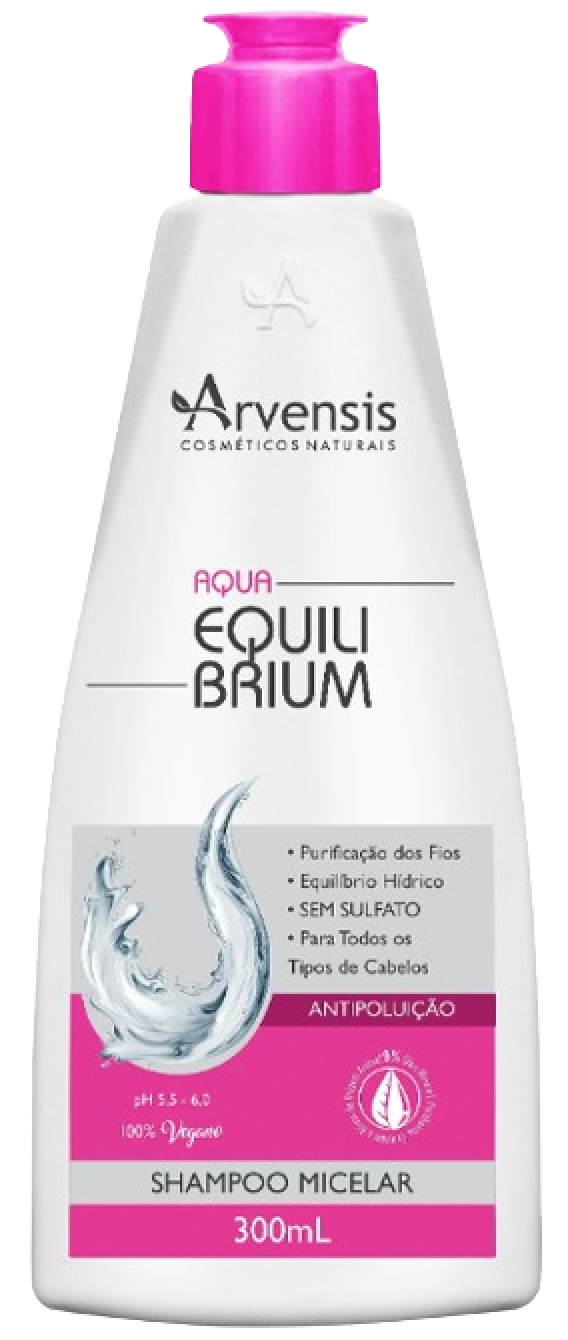 Arvensis
COSMÉTICOS NATURAIS
AQUA
EQUILI
BRIUM
• Purificação dos Fios
• Equilíbrio Hídrico
• SEM SULFATO
• Para Todos os
Tipos de Cabelos
ANTIPOLUIÇÃO
pH 5.5 - 6.0
100% Vegano
SHAMPOO MICELAR
300mL